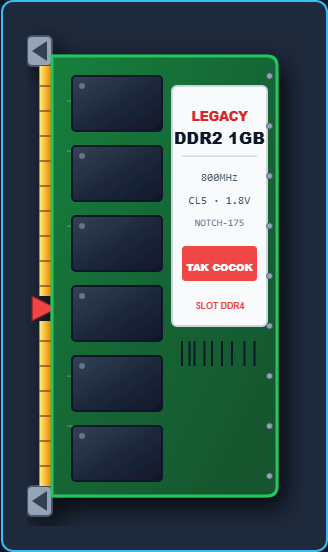 LEGACY
DDR2 1GB
800MHz
CL5 · 1.8V
NOTCH-175
TAK COCOK
SLOT DDR4